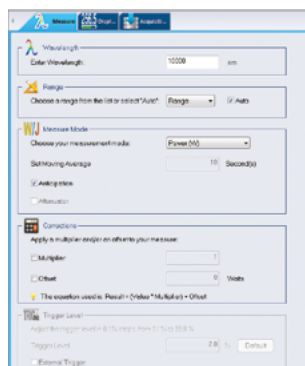 Measure
Displ...
Acquisiti...
Wavelength
Enter Wavelength:
10000
nm
Range
Choose a range from the list or select "Auto":
Range
Auto
W/J
Measure Mode
Choose your measurement mode:
Power (W)
Set Moving Average
10
Second(s)
Anticipation
Attenuator
Corrections
Apply a multiplier and/or an offset to your measure:
Multiplier
1
Offset
0
Watts
The equation used is: Result = (Value * Multiplier) + Offset
Trigger Level
Trigger Level
2.0
%
Default
External Trigger